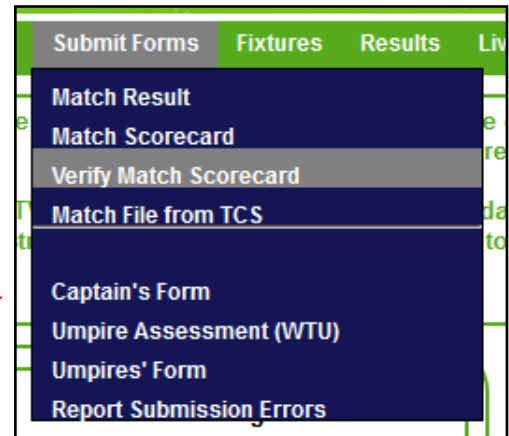 Submit Forms Fixtures Results
Match Result
Match Scorecard
Verify Match Scorecard
Match File from TCS
Captain's Form
Umpire Assessment (WTU)
Umpires' Form
Report Submission Errors